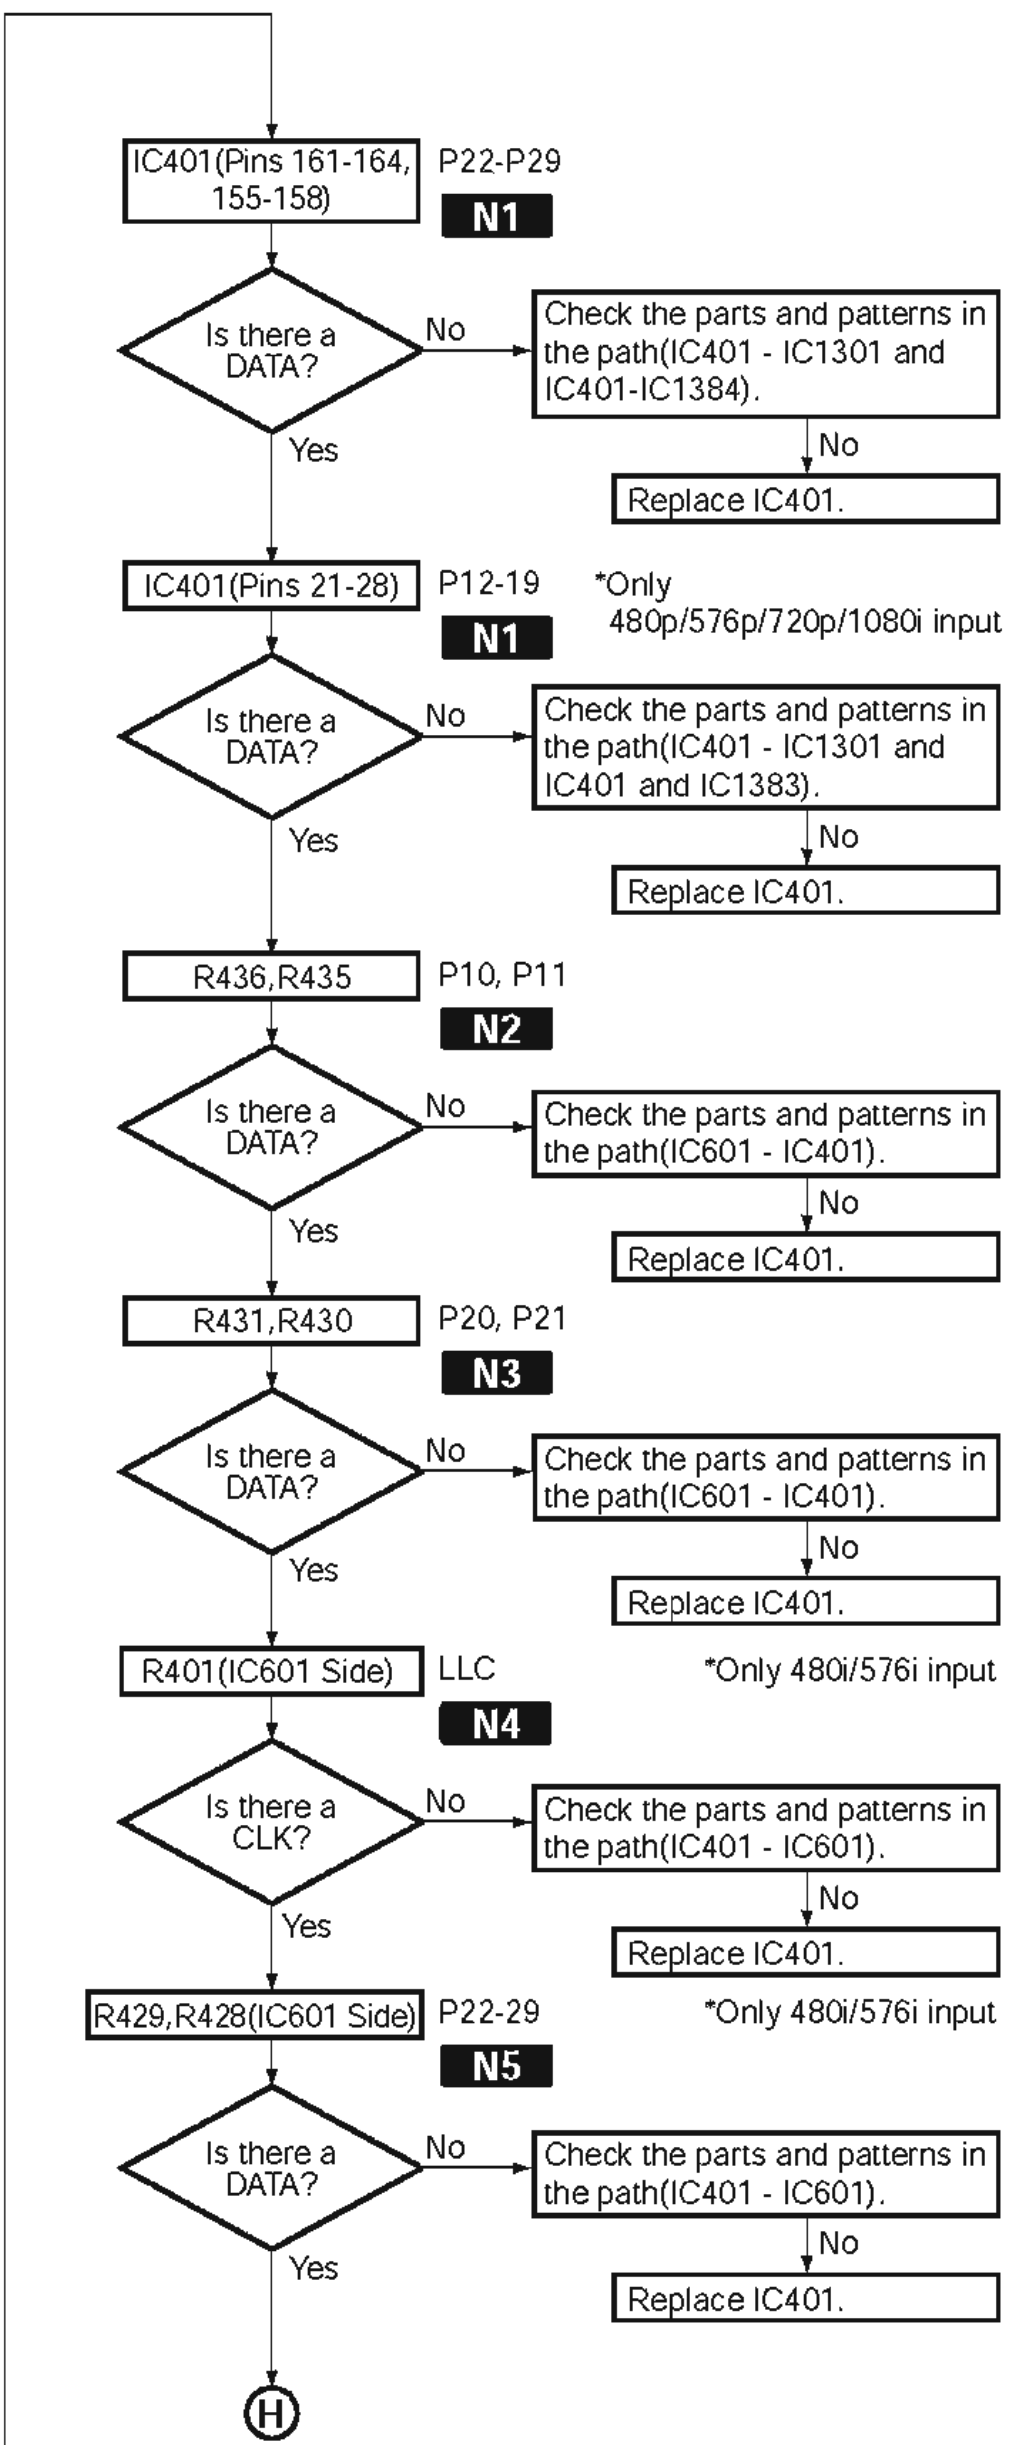 IC401(Pins 161-164,
155-158)
P22-P29
N1
Is there a
DATA?
No
Check the parts and patterns in
the path(IC401 - IC1301 and
IC401-IC1384).
No
Replace IC401.
Yes
IC401(Pins 21-28)
P12-19
*Only
480p/576p/720p/1080i input
N1
Is there a
DATA?
No
Check the parts and patterns in
the path(IC401 - IC1301 and
IC401 and IC1383).
No
Replace IC401.
Yes
R436,R435
P10, P11
N2
Is there a
DATA?
No
Check the parts and patterns in
the path(IC601 - IC401).
No
Replace IC401.
Yes
R431,R430
P20, P21
N3
Is there a
DATA?
No
Check the parts and patterns in
the path(IC601 - IC401).
No
Replace IC401.
Yes
R401(IC601 Side)
LLC
*Only 480i/576i input
N4
Is there a
CLK?
No
Check the parts and patterns in
the path(IC401 - IC601).
No
Replace IC401.
Yes
R429,R428(IC601 Side)
P22-29
*Only 480i/576i input
N5
Is there a
DATA?
No
Check the parts and patterns in
the path(IC401 - IC601).
No
Replace IC401.
Yes
H